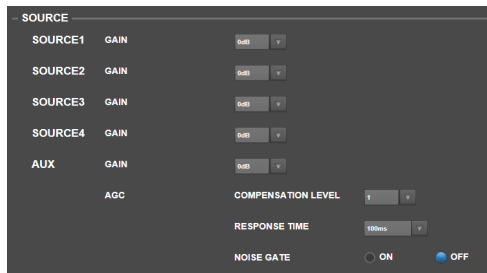 SOURCE
SOURCE1 GAIN 0dB
SOURCE2 GAIN 0dB
SOURCE3 GAIN 0dB
SOURCE4 GAIN 0dB
AUX GAIN 0dB
AGC COMPENSATION LEVEL 1
RESPONSE TIME 100ms
NOISE GATE ON OFF